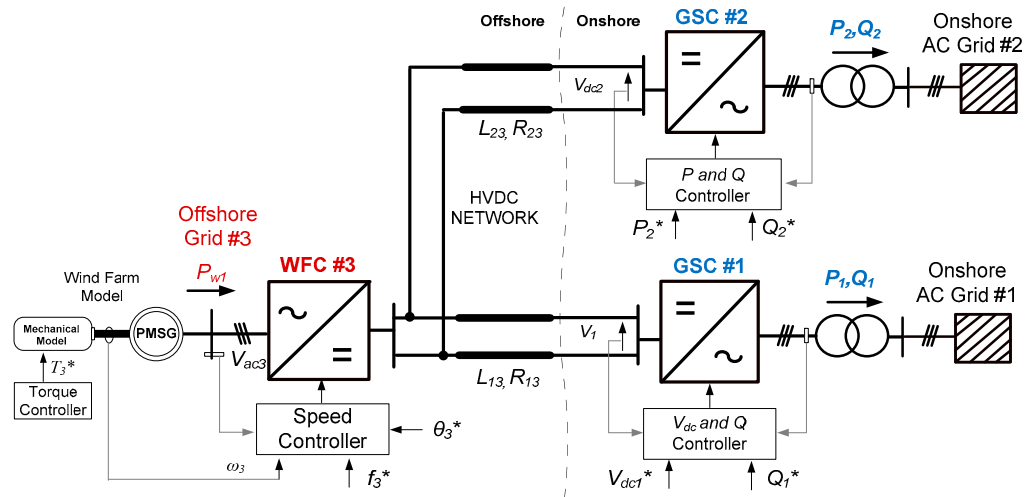 Offshore
Onshore
GSC #2
P2,Q2
Onshore
AC Grid #2
Vdc2
L23, R23
P and Q
Controller
P2*
Q2*
HVDC
NETWORK
Offshore
Grid #3
Pw1
Wind Farm
Model
WFC #3
GSC #1
P1,Q1
Onshore
AC Grid #1
Mechanical
Model
PMSG
Vac3
V1
T3*
Torque
Controller
L13, R13
Speed
Controller
θ3*
ω3
f3*
Vdc and Q
Controller
Vdc1*
Q1*